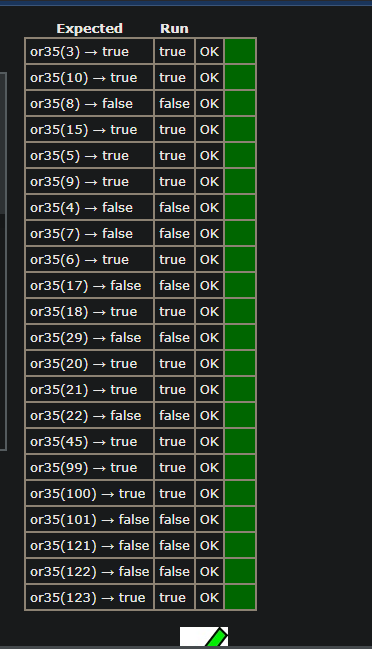 Expected Run
or35(3) → true true OK
or35(10) → true true OK
or35(8) → false false OK
or35(15) → true true OK
or35(5) → true true OK
or35(9) → true true OK
or35(4) → false false OK
or35(7) → false false OK
or35(6) → true true OK
or35(17) → false false OK
or35(18) → true true OK
or35(29) → false false OK
or35(20) → true true OK
or35(21) → true true OK
or35(22) → false false OK
or35(45) → true true OK
or35(99) → true true OK
or35(100) → true true OK
or35(101) → false false OK
or35(121) → false false OK
or35(122) → false false OK
or35(123) → true true OK